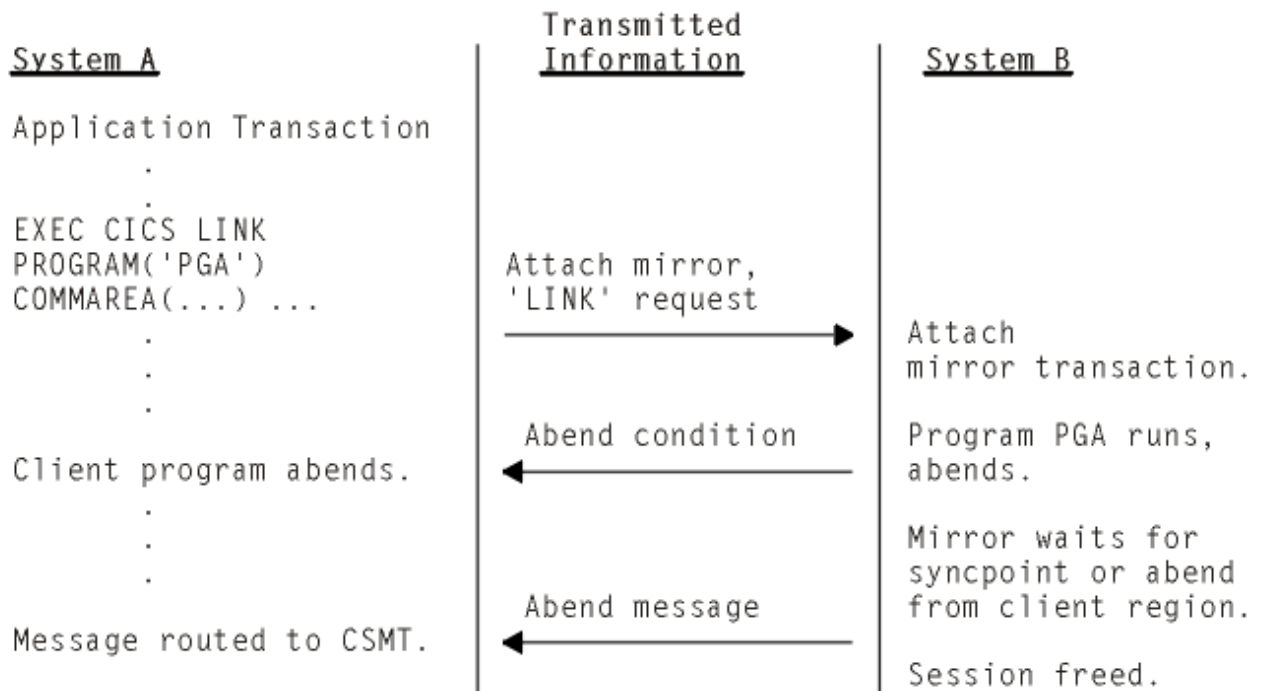 Transmitted
System A
Information
System B
Application Transaction
.
.
EXEC CICS LINK
PROGRAM('PGA')
COMMAREA(...) ...
Attach mirror,
'LINK' request
.
.
.
Attach
mirror transaction.
Abend condition
Program PGA runs,
abends.
Client program abends.
.
.
.
Mirror waits for
syncpoint or abend
from client region.
Abend message
Message routed to CSMT.
Session freed.